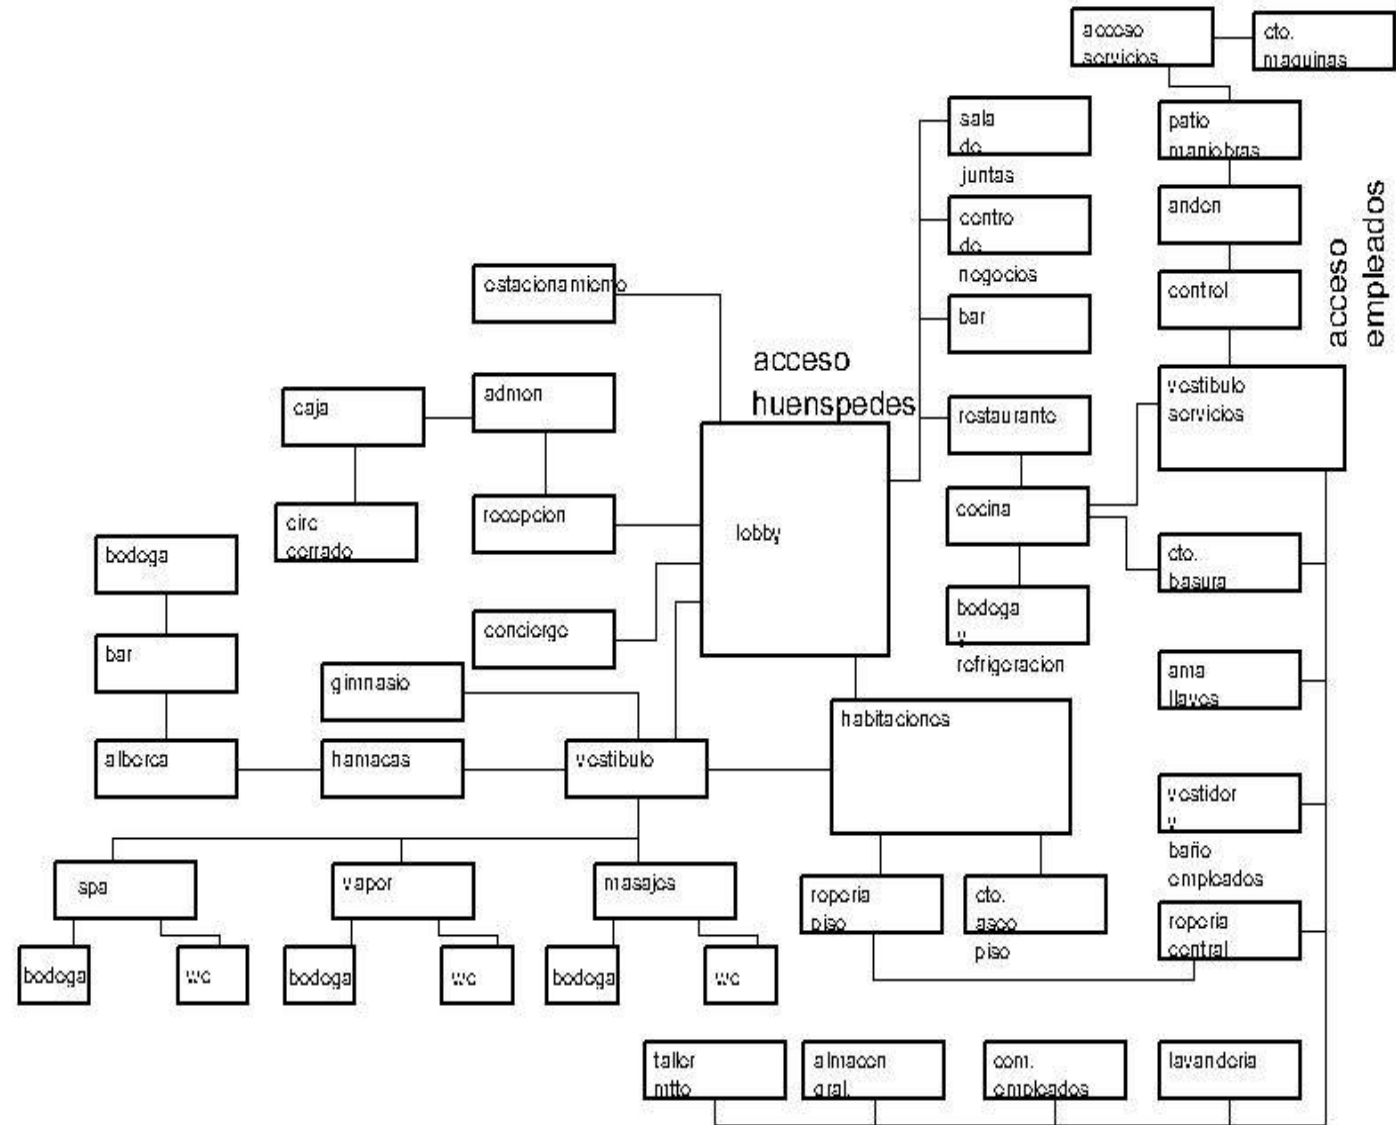 acceso
servicios
cto.
maquinas
sala
de
juntas
patio
maniobras
centro
de
negocios
anden
acceso
empleados
estacionamiento
bar
control
acceso
huenspedes
caja
admon
restaurante
vestibulo
servicios
circ
cerrado
recepcion
lobby
cocina
bodega
cto.
basura
bar
concierge
bodega
y
refrigeracion
ama
llaves
gimnasio
habitaciones
alberca
hamacas
vestibulo
vestidor
y
baño
empleados
spa
vapor
masajes
roperia
piso
cto.
aseo
piso
roperia
central
bodega
wc
bodega
wc
bodega
wc
taller
mtto
almacen
gral.
com.
empleados
lavanderia